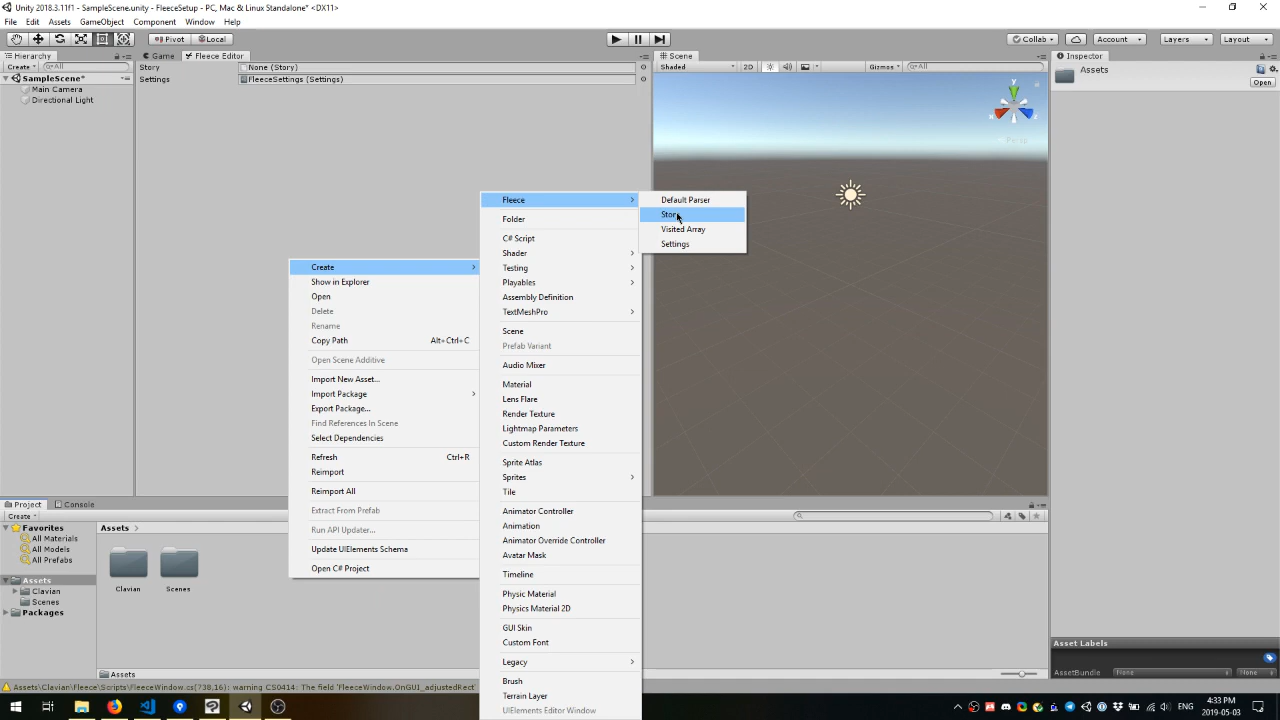 Unity 2018.3.11f1 - SampleScene.unity - FleeceSetup - PC, Mac & Linux Standalone* <DX11>
File Edit Assets GameObject Component Window Help
Pivot Local Collab Account Layers Layout
Hierarchy Game Fleece Editor Scene Inspector
Create All
Story None (Story)
Shaded 2D Gizmos All
Assets
Open
SampleScene*
Settings FleeceSettings (Settings)
Main Camera
Directional Light
y
x
z
Persp
Create
Show in Explorer
Open
Delete
Rename
Copy Path Alt+Ctrl+C
Open Scene Additive
Import New Asset...
Import Package
Export Package...
Find References In Scene
Select Dependencies
Refresh Ctrl+R
Reimport
Reimport All
Extract From Prefab
Run API Updater...
Update UIElements Schema
Open C# Project
Fleece
Folder
C# Script
Shader
Testing
Playables
Assembly Definition
TextMeshPro
Scene
Prefab Variant
Audio Mixer
Material
Lens Flare
Render Texture
Lightmap Parameters
Custom Render Texture
Sprite Atlas
Sprites
Tile
Animator Controller
Animation
Animator Override Controller
Avatar Mask
Timeline
Physic Material
Physics Material 2D
GUI Skin
Custom Font
Legacy
Brush
Terrain Layer
UIElements Editor Window
Default Parser
Story
Visited Array
Settings
Project Console
Create
Favorites
All Materials
All Models
All Prefabs
Assets
Clavian
Scenes
Packages
Assets
Clavian Scenes
Assets
Asset Labels
AssetBundle None None
Assets\Clavian\Fleece\Scripts\FleeceWindow.cs(738,16): warning CS0414: The field 'FleeceWindow.OnGUI_adjustedRect'
ENG
4:33 PM
2019-05-03